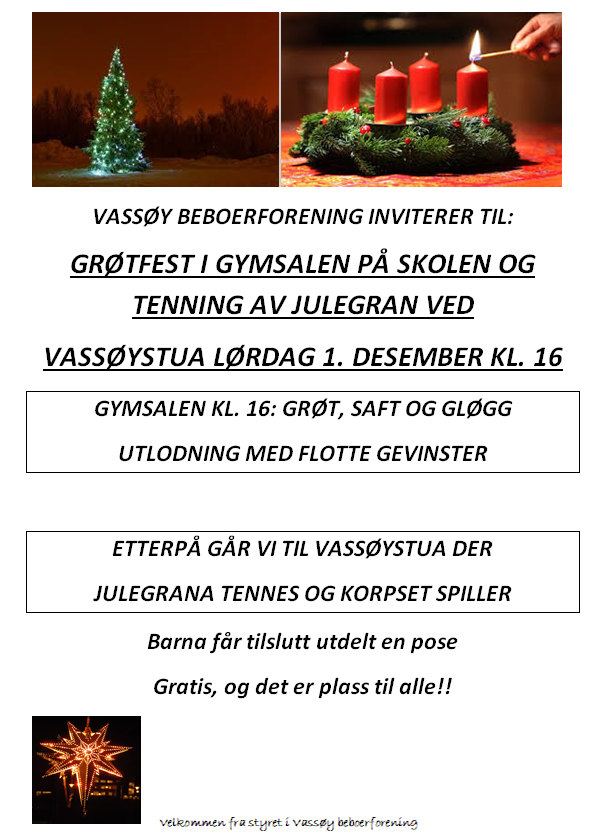 VASSØY BEBOERFORENING INVITERER TIL:
GRØTFEST I GYMSALEN PÅ SKOLEN OG
TENNING AV JULEGRAN VED
VASSØYSTUA LØRDAG 1. DESEMBER KL. 16
GYMSALEN KL. 16: GRØT, SAFT OG GLØGG
UTLODNING MED FLOTTE GEVINSTER
ETTERPÅ GÅR VI TIL VASSØYSTUA DER
JULEGRANA TENNES OG KORPSET SPILLER
Barna får tilslutt utdelt en pose
Gratis, og det er plass til alle!!
Velkommen fra styret i Vassøy beboerforening